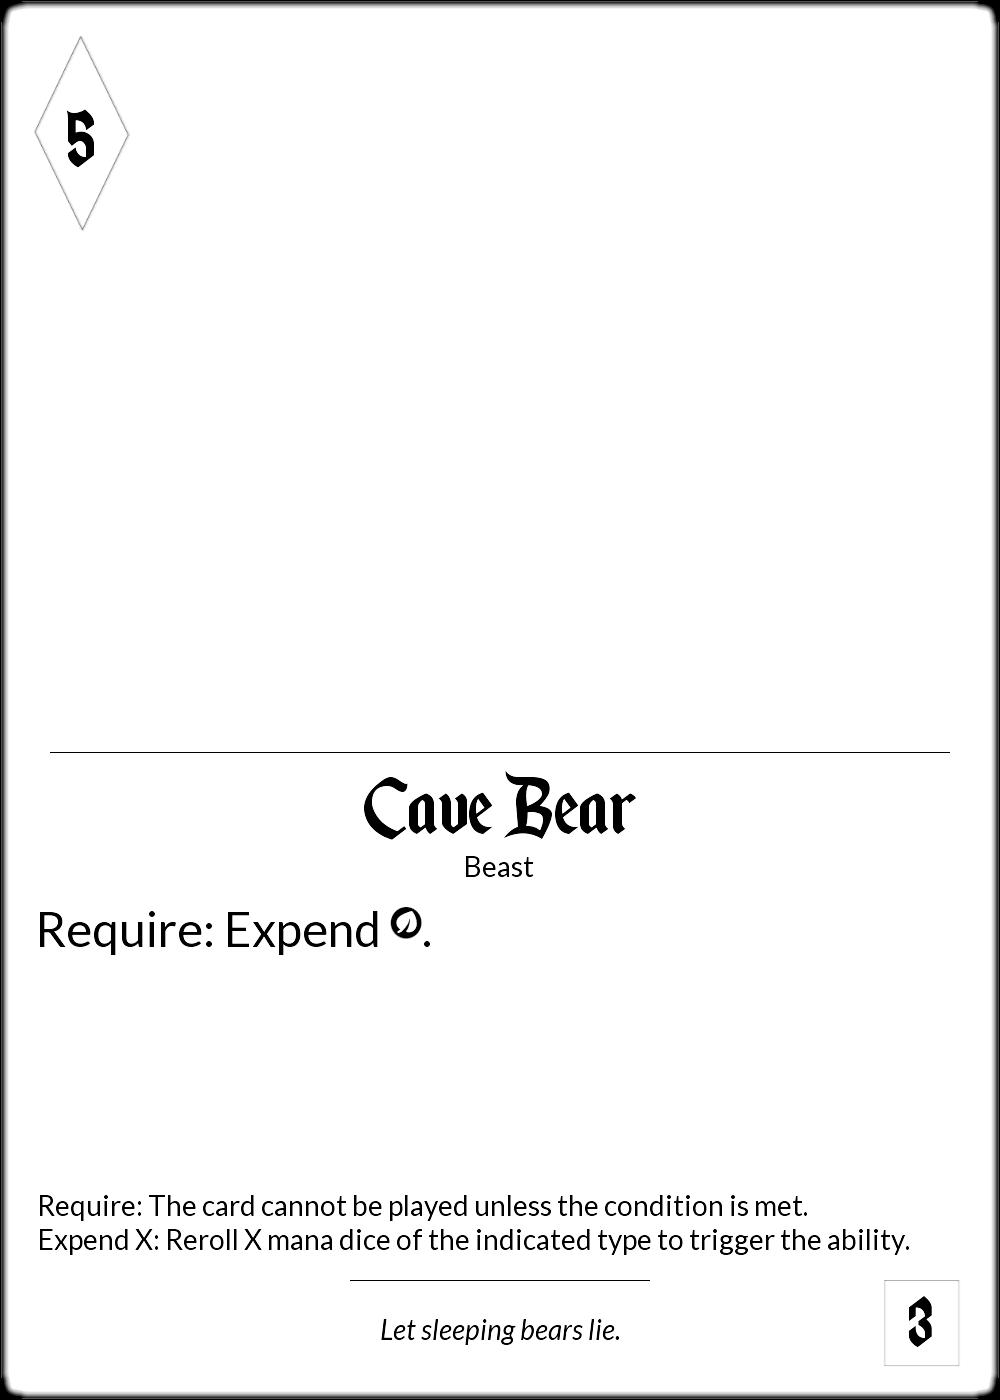 5
Cave Bear
Beast
Require: Expend .
Require: The card cannot be played unless the condition is met.
Expend X: Reroll X mana dice of the indicated type to trigger the ability.
Let sleeping bears lie.
3